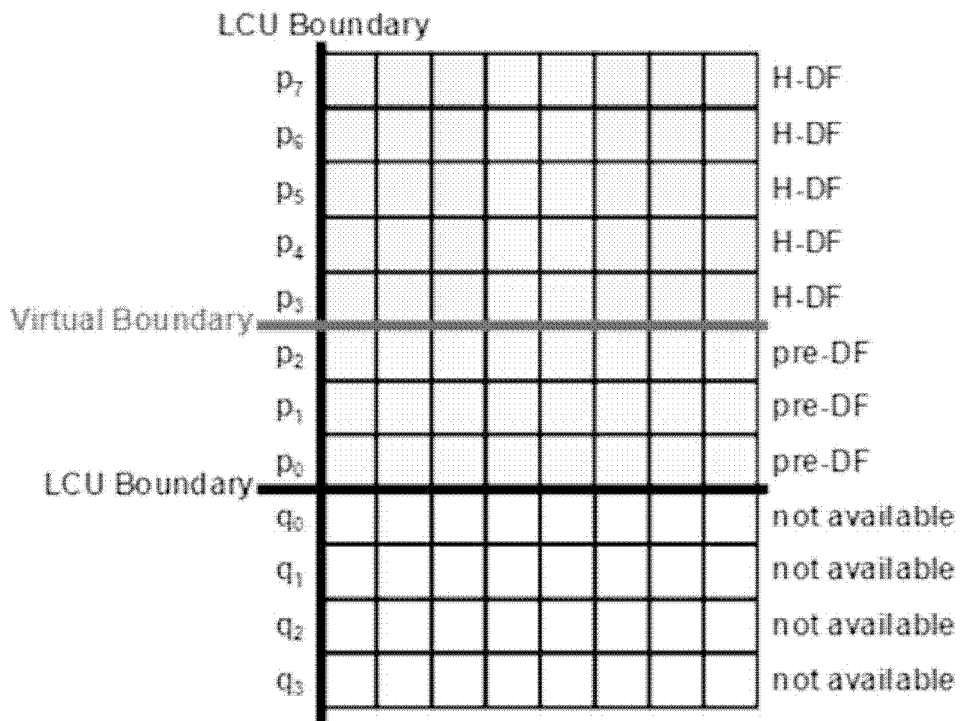 LCU Boundary
p₇ H-DF
p₆ H-DF
p₅ H-DF
p₄ H-DF
p₃ H-DF
Virtual Boundary
p₂ pre-DF
p₁ pre-DF
p₀ pre-DF
LCU Boundary
q₀ not available
q₁ not available
q₂ not available
q₃ not available